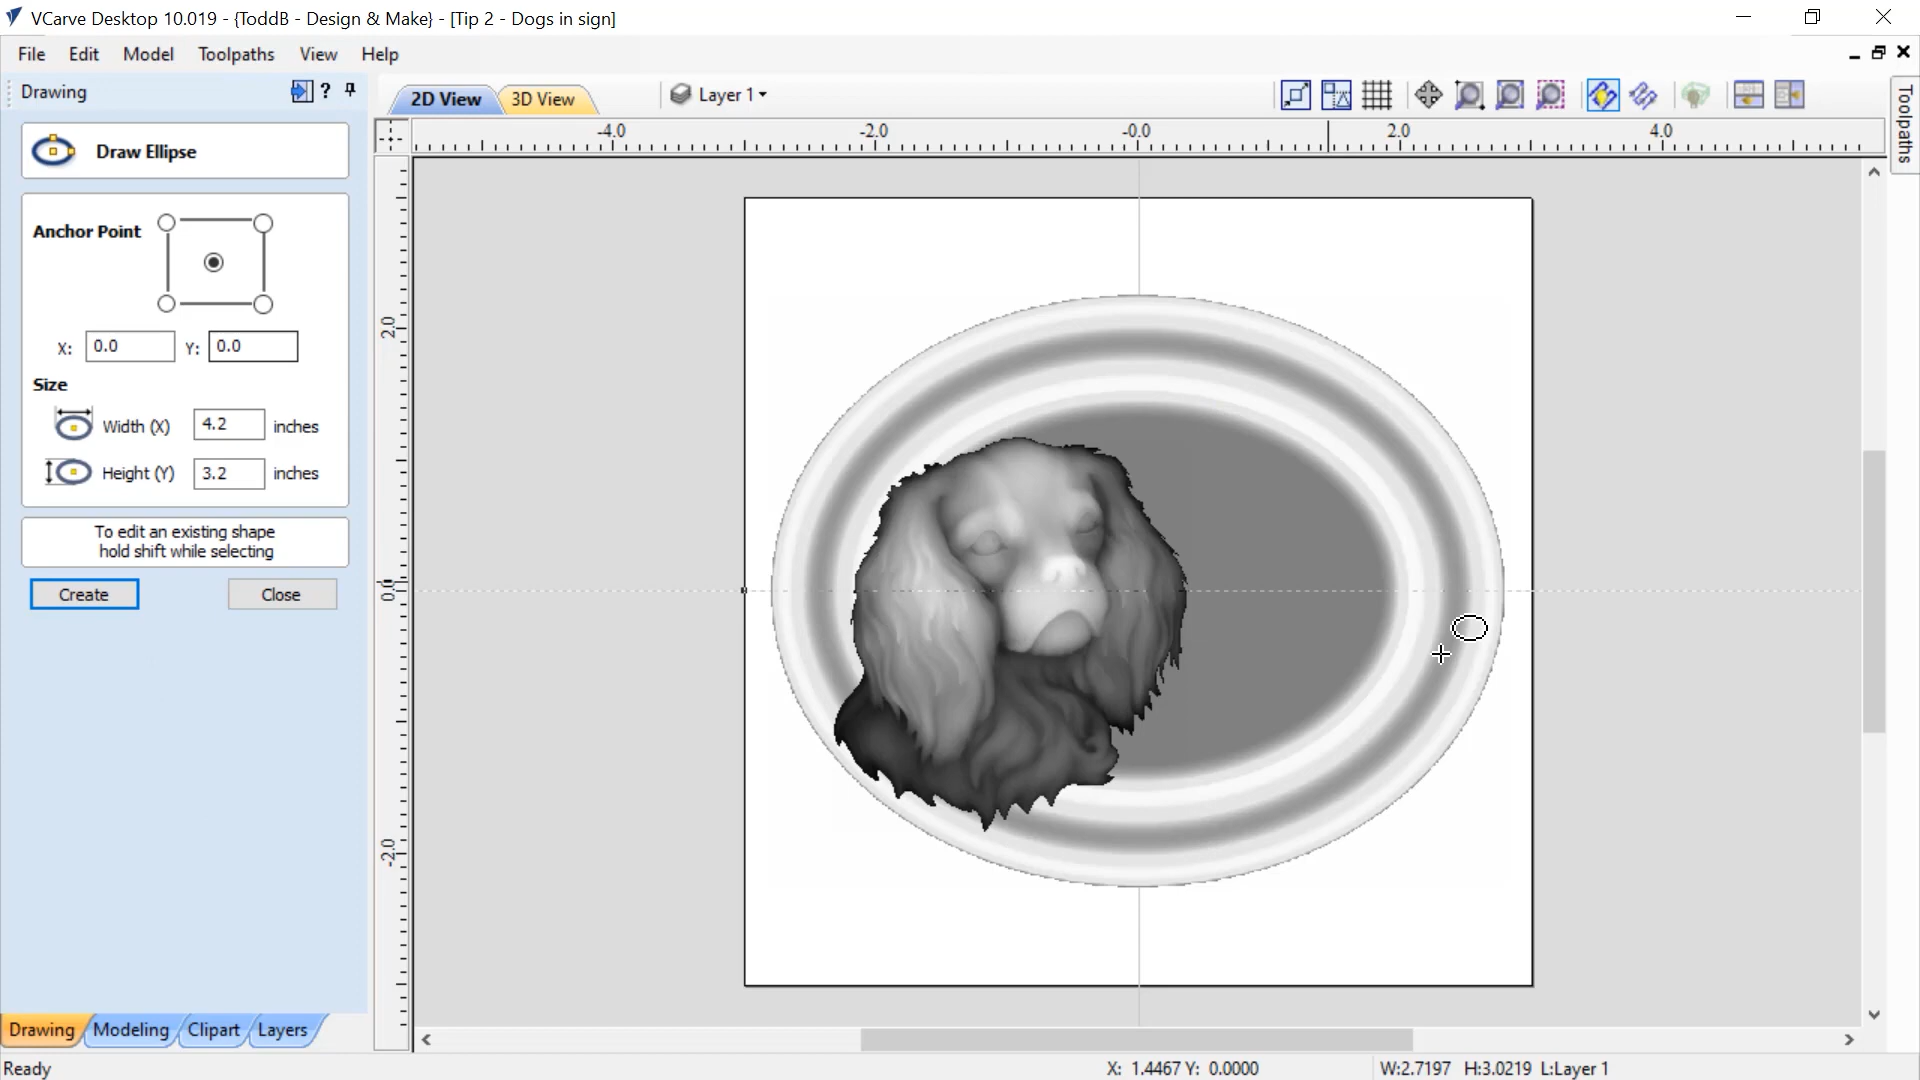 VCarve Desktop 10.019 - {ToddB - Design & Make} - [Tip 2 - Dogs in sign]
File Edit Model Toolpaths View Help
Drawing ?
2D View 3D View Layer 1
Toolpaths
-4.0 -2.0 -0.0 2.0 4.0
Draw Ellipse
Anchor Point
X: 0.0 Y: 0.0
Size
Width (X) 4.2 inches
Height (Y) 3.2 inches
To edit an existing shape
hold shift while selecting
Create Close
2.0
0.0
-2.0
Drawing Modeling Clipart Layers
Ready X: 1.4467 Y: 0.0000 W:2.7197 H:3.0219 L:Layer 1